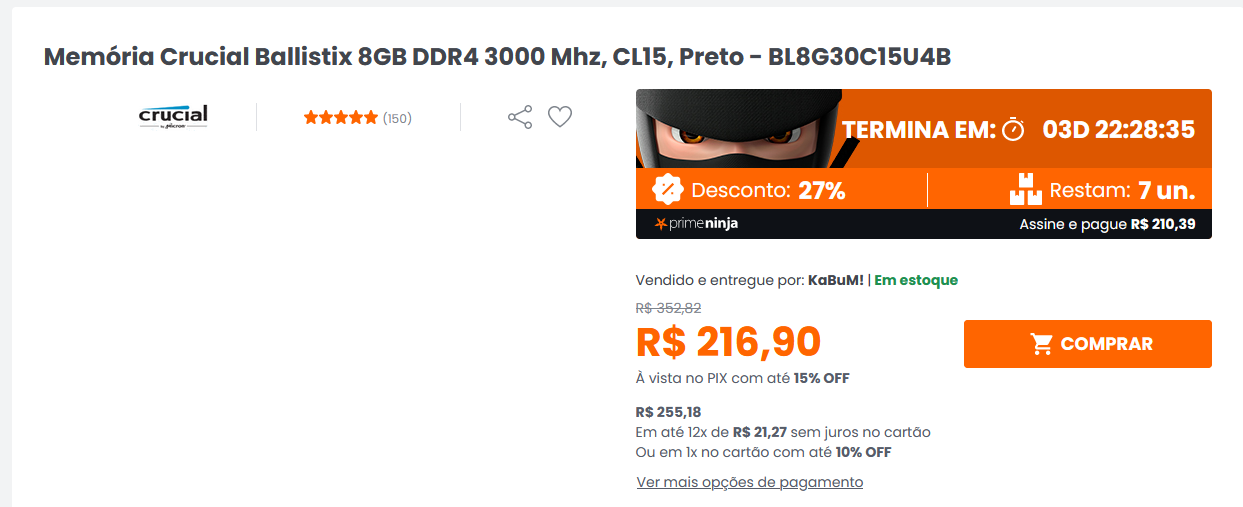 Memória Crucial Ballistix 8GB DDR4 3000 Mhz, CL15, Preto - BL8G30C15U4B
crucial
by Micron
(150)
TERMINA EM: 03D 22:28:35
Desconto: 27%
Restam: 7 un.
primeninja
Assine e pague R$ 210,39
Vendido e entregue por: KaBuM! | Em estoque
R$ 352,82
R$ 216,90
COMPRAR
À vista no PIX com até 15% OFF
R$ 255,18
Em até 12x de R$ 21,27 sem juros no cartão
Ou em 1x no cartão com até 10% OFF
Ver mais opções de pagamento